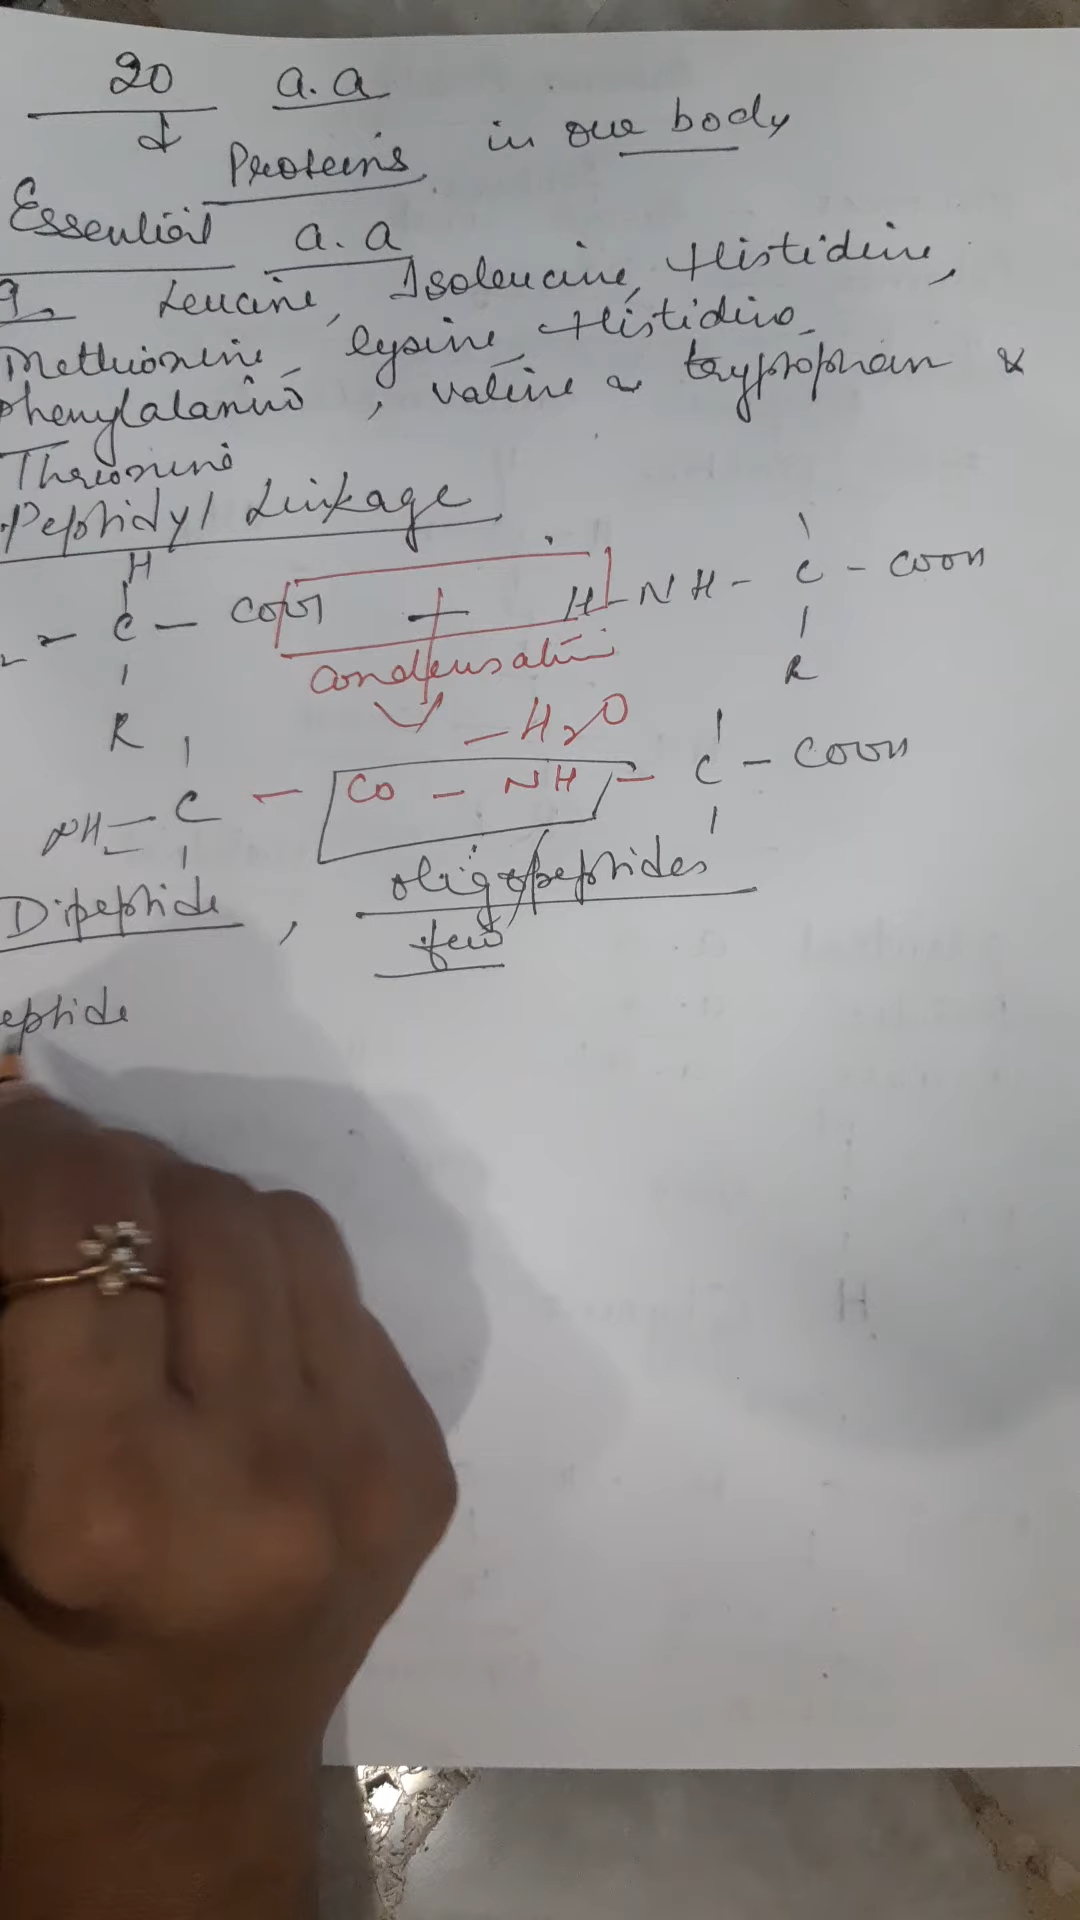 20 a.a
↓ Proteins in our body
Essential a.a
9. Leucine, Isoleucine, Histidine,
Methionine, lysine, Histidine,
phenylalanine, valine & tryptophan &
Threonine
Peptidyl Linkage
H
2 - C - COOH + H-NH - C - COOH
R R
Condensation
-H2O
NH2 - C - CO - NH - C - COOH
Dipeptide, oligopeptides
few
eptide